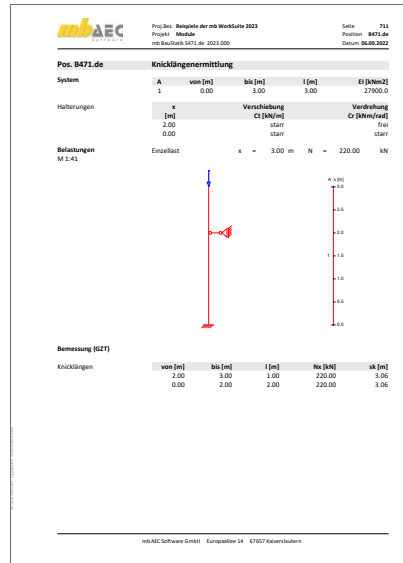 mbAEC
Software
Proj.Bez. Beispiele der mb WorkSuite 2023 Seite 711
Projekt Module Position B471.de
mb BauStatik S471.de 2023.000 Datum 06.09.2022
Pos. B471.de Knicklängenermittlung
System A von [m] bis [m] l [m] EI [kNm2]
1 0.00 3.00 3.00 27900.0
Halterungen x Verschiebung Verdrehung
[m] Ct [kN/m] Cr [kNm/rad]
2.00 starr frei
0.00 starr starr
Belastungen Einzellast x = 3.00 m N = 220.00 kN
M 1:41
A x [m]
3.0
2.5
2.0
1 1.5
1.0
0.5
0.0
Bemessung (GZT)
Knicklängen von [m] bis [m] l [m] Nx [kN] sk [m]
2.00 3.00 1.00 220.00 3.06
0.00 2.00 2.00 220.00 3.06
mb AEC Software GmbH Europaallee 14 67657 Kaiserslautern